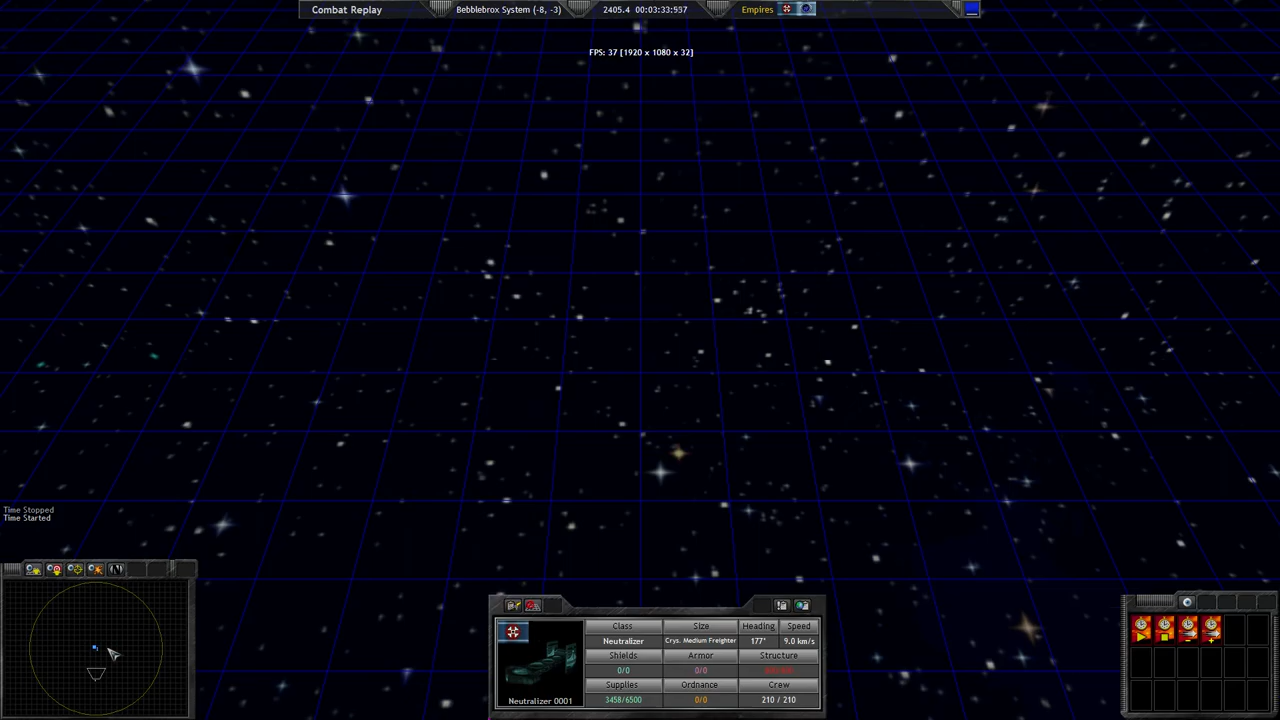 Combat Replay
Bebblebrox System (-8, -3)
2405.4 00:03:33:537
Empires
FPS: 37 [1920 x 1080 x 32]
Time Stopped
Time Started
Class Size Heading Speed
Neutralizer Crys. Medium Freighter 177° 9.0 km/s
Shields Armor Structure
0/0 0/0
Supplies Ordnance Crew
Neutralizer 0001 3458/6500 0/0 210 / 210